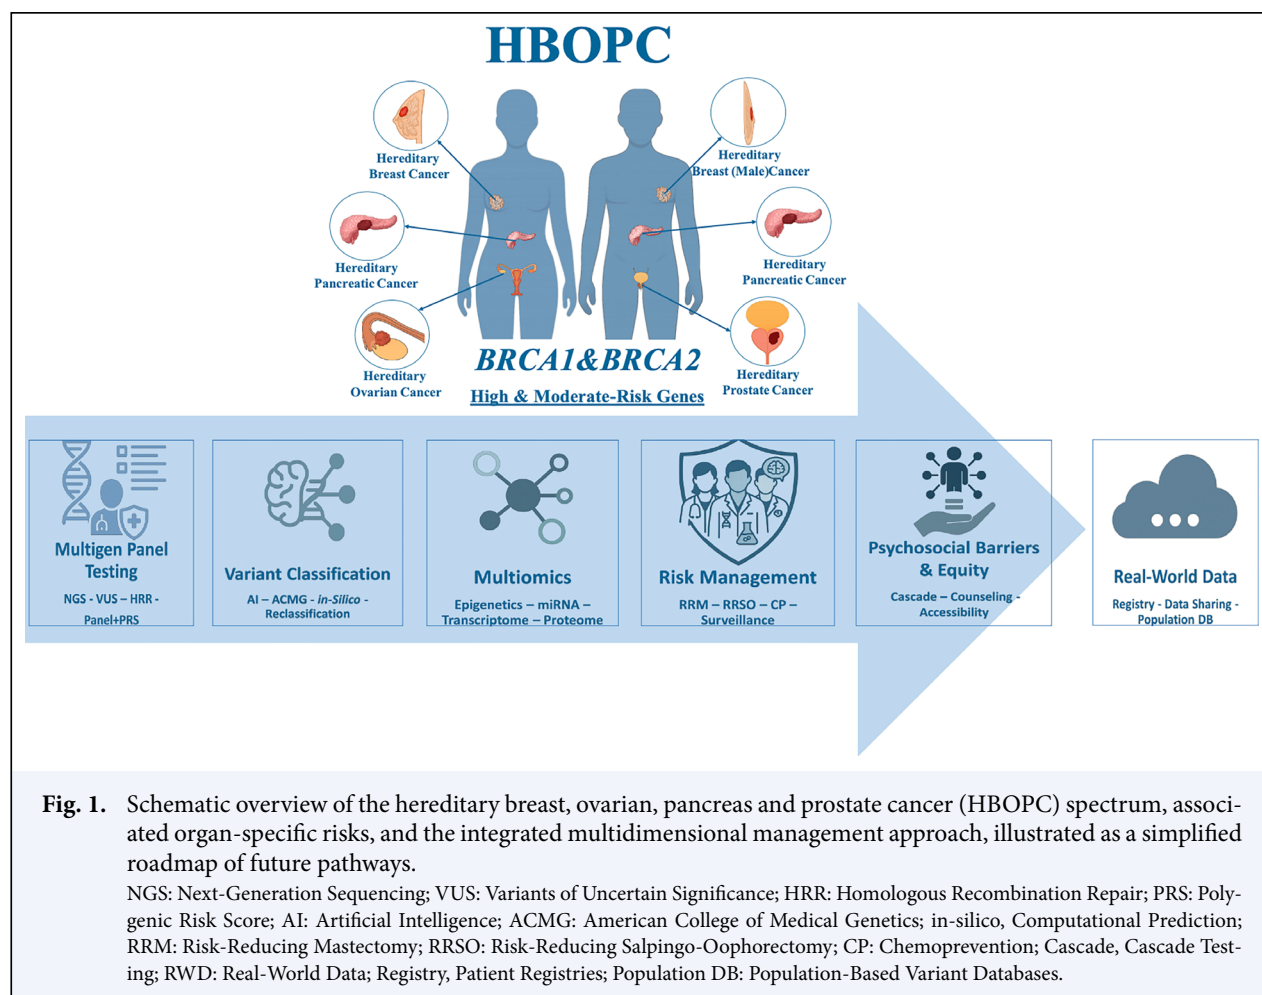 HBOPC
Hereditary
Breast Cancer
Hereditary
Breast (Male)Cancer
Hereditary
Pancreatic Cancer
Hereditary
Pancreatic Cancer
Hereditary
Ovarian Cancer
Hereditary
Prostate Cancer
BRCA1&BRCA2
High & Moderate-Risk Genes
Multigen Panel
Testing
NGS - VUS – HRR -
Panel+PRS
Variant Classification
AI – ACMG - in-Silico -
Reclassification
Multiomics
Epigenetics – miRNA –
Transcriptome – Proteome
Risk Management
RRM – RRSO – CP –
Surveillance
Psychosocial Barriers
& Equity
Cascade – Counseling -
Accessibility
Real-World Data
Registry - Data Sharing -
Population DB
Fig. 1. Schematic overview of the hereditary breast, ovarian, pancreas and prostate cancer (HBOPC) spectrum, associ-
ated organ-specific risks, and the integrated multidimensional management approach, illustrated as a simplified
roadmap of future pathways.
NGS: Next-Generation Sequencing; VUS: Variants of Uncertain Significance; HRR: Homologous Recombination Repair; PRS: Poly-
genic Risk Score; AI: Artificial Intelligence; ACMG: American College of Medical Genetics; in-silico, Computational Prediction;
RRM: Risk-Reducing Mastectomy; RRSO: Risk-Reducing Salpingo-Oophorectomy; CP: Chemoprevention; Cascade, Cascade Test-
ing; RWD: Real-World Data; Registry, Patient Registries; Population DB: Population-Based Variant Databases.